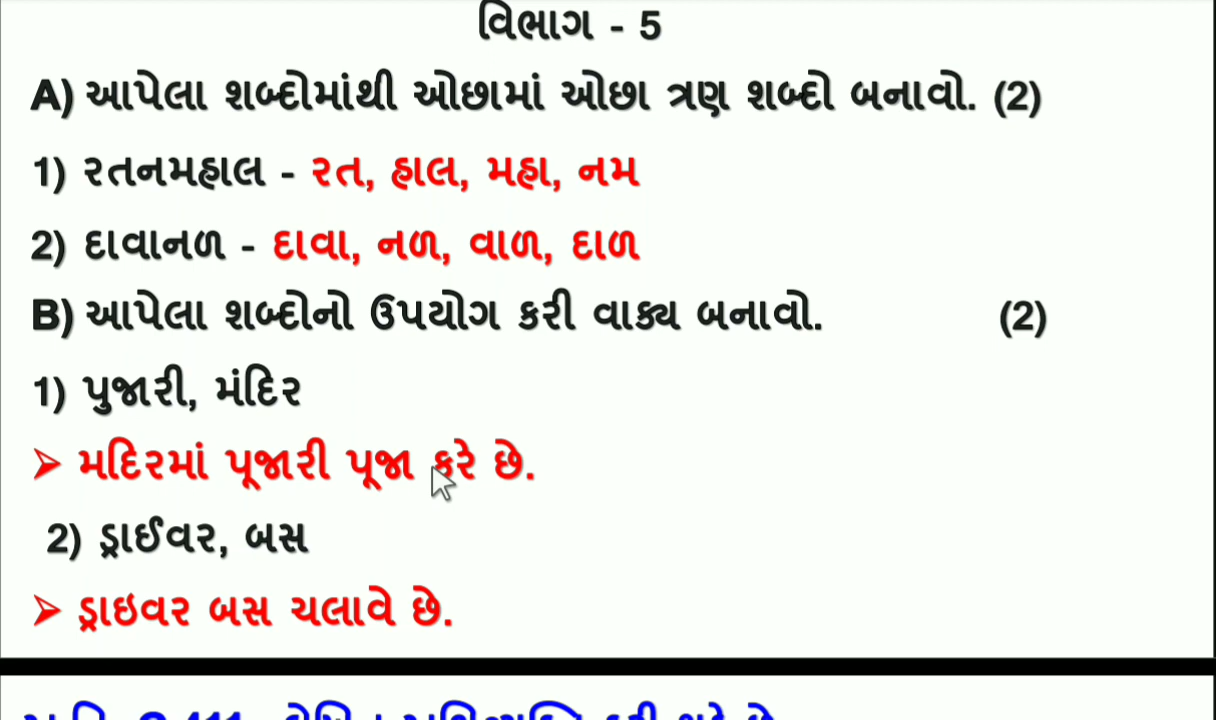 વિભાગ - 5
A) આપેલા શબ્દોમાંથી ઓછામાં ઓછા ત્રણ શબ્દો બનાવો. (2)
1) રતનમહાલ - રત, હાલ, મહા, નમ
2) દાવાનળ - દાવા, નળ, વાળ, દાળ
B) આપેલા શબ્દોનો ઉપયોગ કરી વાક્ય બનાવો. (2)
1) પુજારી, મંદિર
➢ મદિરમાં પૂજારી પૂજા કરે છે.
2) ડ્રાઈવર, બસ
➢ ડ્રાઇવર બસ ચલાવે છે.